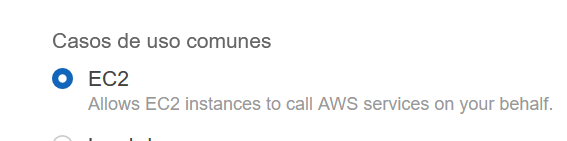 Casos de uso comunes
EC2
Allows EC2 instances to call AWS services on your behalf.